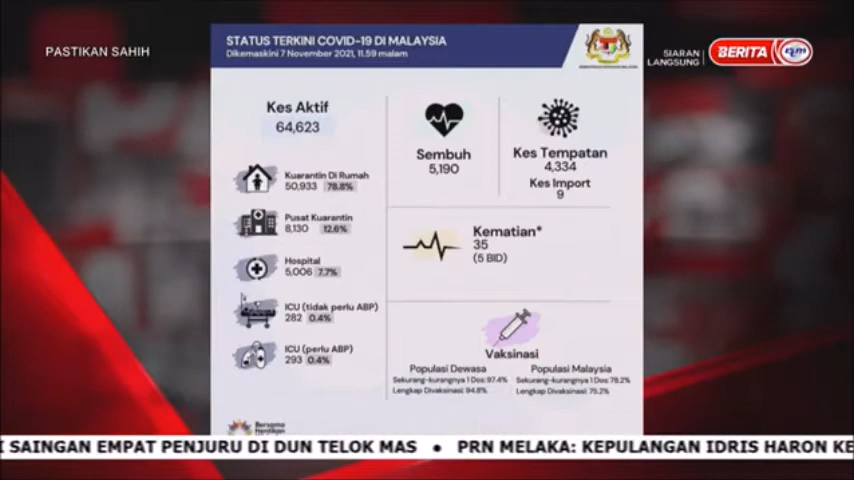 PASTIKAN SAHIH
STATUS TERKINI COVID-19 DI MALAYSIA
Dikemaskini 7 November 2021, 11.59 malam
SIARAN
LANGSUNG
BERITA
Kes Aktif
64,623
Kuarantin Di Rumah
50,933 78.8%
Pusat Kuarantin
8,130 12.6%
Hospital
5,006 7.7%
ICU (tidak perlu ABP)
282 0.4%
ICU (perlu ABP)
293 0.4%
Sembuh
5,190
Kes Tempatan
4,334
Kes Import
9
Kematian*
35
(5 BID)
Vaksinasi
Populasi Dewasa
Sekurang-kurangnya 1 Dos: 97.4%
Lengkap Divaksinasi: 94.8%
Populasi Malaysia
Sekurang-kurangnya 1 Dos: 78.2%
Lengkap Divaksinasi: 75.2%
Bersama
Hentikan
I SAINGAN EMPAT PENJURU DI DUN TELOK MAS • PRN MELAKA: KEPULANGAN IDRIS HARON KE